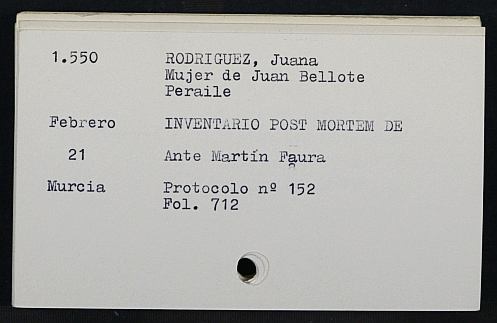 1.550 RODRIGUEZ, Juana
Mujer de Juan Bellote
Peraile
Febrero INVENTARIO POST MORTEM DE
21 Ante Martín Faura
Murcia Protocolo nº 152
Fol. 712